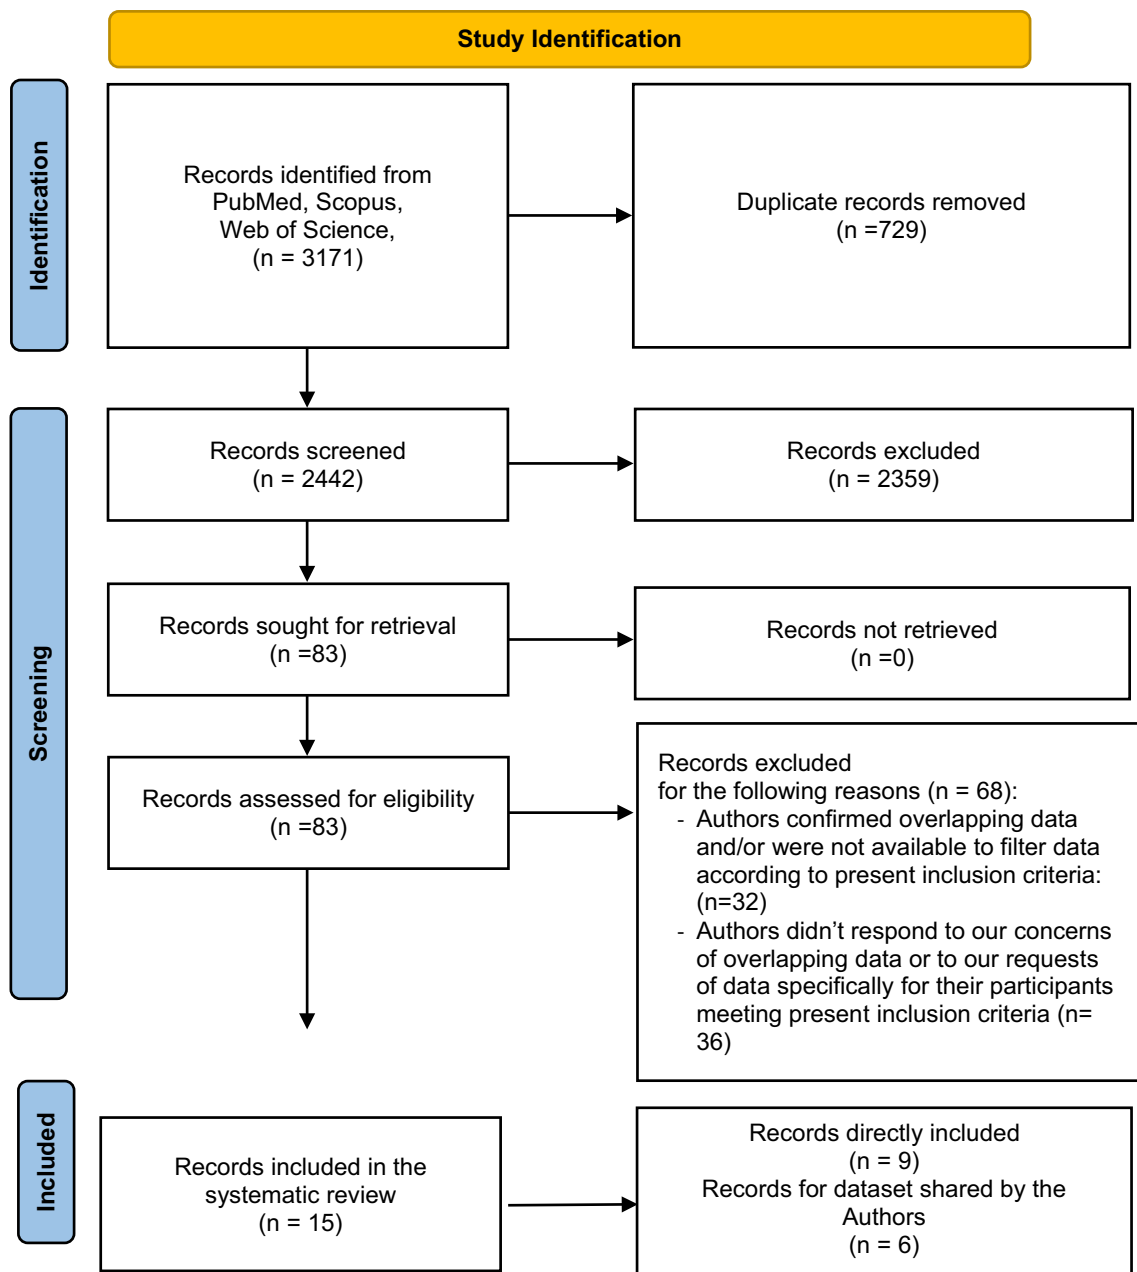 Study Identification
Identification
Records identified from
PubMed, Scopus,
Web of Science,
(n = 3171)
Duplicate records removed
(n =729)
Screening
Records screened
(n = 2442)
Records excluded
(n = 2359)
Records sought for retrieval
(n =83)
Records not retrieved
(n =0)
Records assessed for eligibility
(n =83)
Records excluded
for the following reasons (n = 68):
- Authors confirmed overlapping data
and/or were not available to filter data
according to present inclusion criteria:
(n=32)
- Authors didn’t respond to our concerns
of overlapping data or to our requests
of data specifically for their participants
meeting present inclusion criteria (n=
36)
Included
Records included in the
systematic review
(n = 15)
Records directly included
(n = 9)
Records for dataset shared by the
Authors
(n = 6)